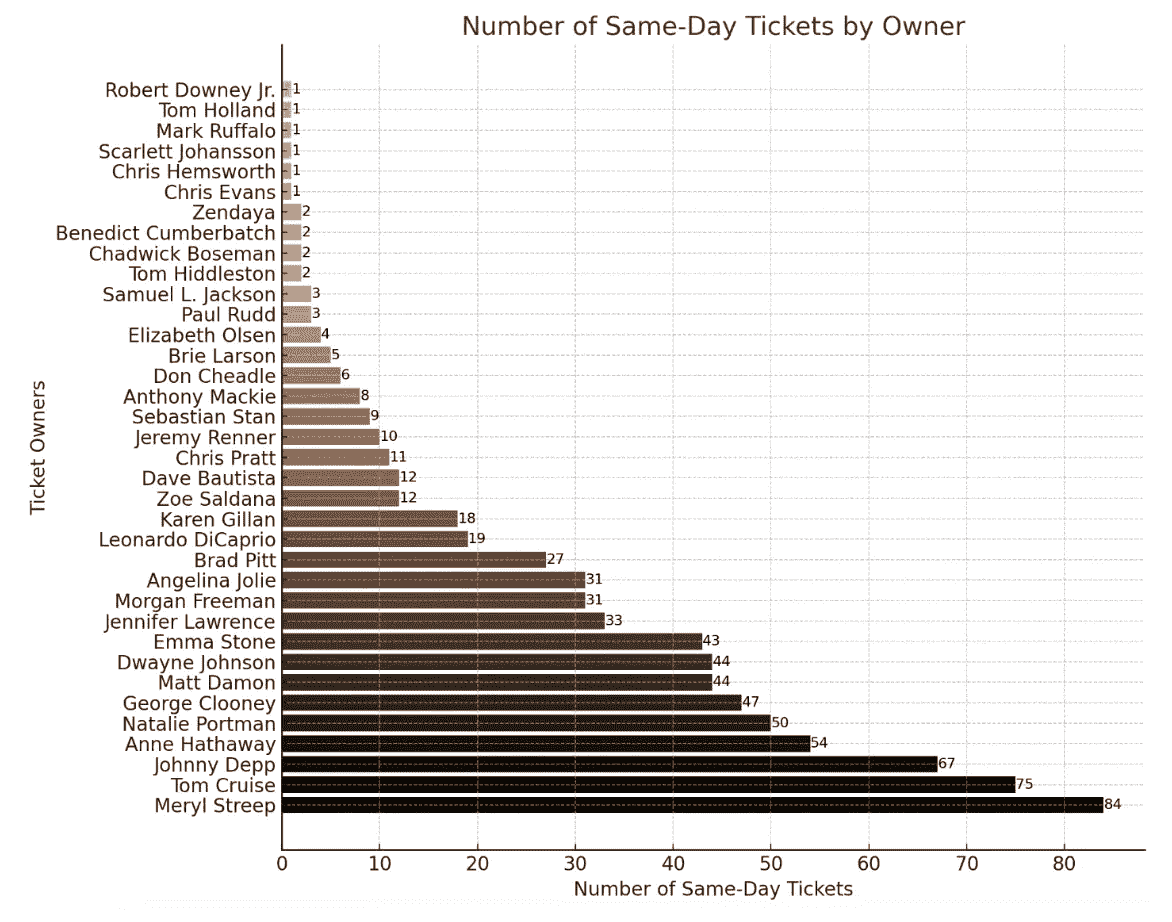 Number of Same-Day Tickets by Owner
Robert Downey Jr. 1
Tom Holland 1
Mark Ruffalo 1
Scarlett Johansson 1
Chris Hemsworth 1
Chris Evans 1
Zendaya 2
Benedict Cumberbatch 2
Chadwick Boseman 2
Tom Hiddleston 2
Samuel L. Jackson 3
Paul Rudd 3
Elizabeth Olsen 4
Brie Larson 5
Don Cheadle 6
Anthony Mackie 8
Sebastian Stan 9
Jeremy Renner 10
Chris Pratt 11
Dave Bautista 12
Zoe Saldana 12
Karen Gillan 18
Leonardo DiCaprio 19
Brad Pitt 27
Angelina Jolie 31
Morgan Freeman 31
Jennifer Lawrence 33
Emma Stone 43
Dwayne Johnson 44
Matt Damon 44
George Clooney 47
Natalie Portman 50
Anne Hathaway 54
Johnny Depp 67
Tom Cruise 75
Meryl Streep 84
Ticket Owners
0 10 20 30 40 50 60 70 80
Number of Same-Day Tickets